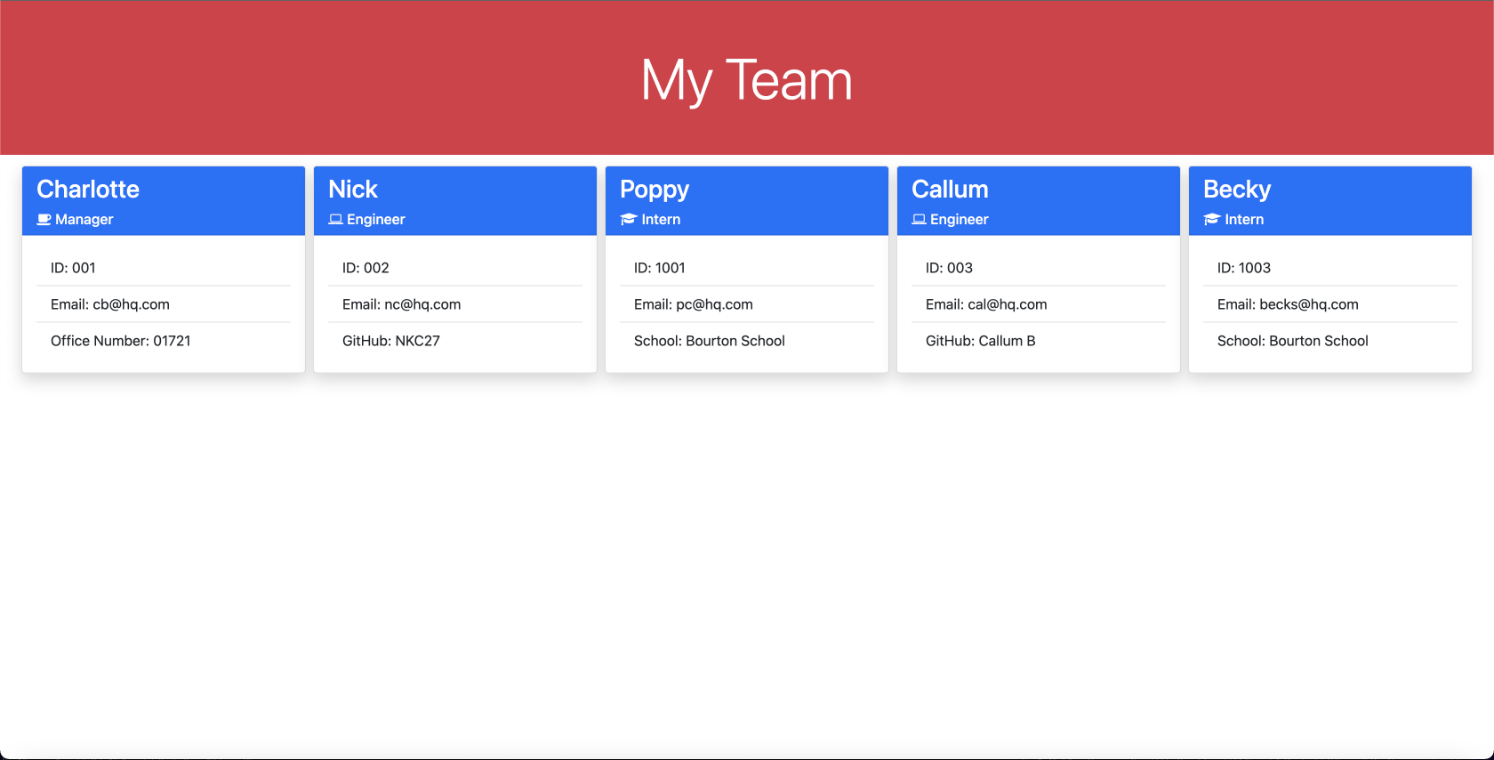 My Team
Charlotte
Manager
ID: 001
Email: cb@hq.com
Office Number: 01721
Nick
Engineer
ID: 002
Email: nc@hq.com
GitHub: NKC27
Poppy
Intern
ID: 1001
Email: pc@hq.com
School: Bourton School
Callum
Engineer
ID: 003
Email: cal@hq.com
GitHub: Callum B
Becky
Intern
ID: 1003
Email: becks@hq.com
School: Bourton School